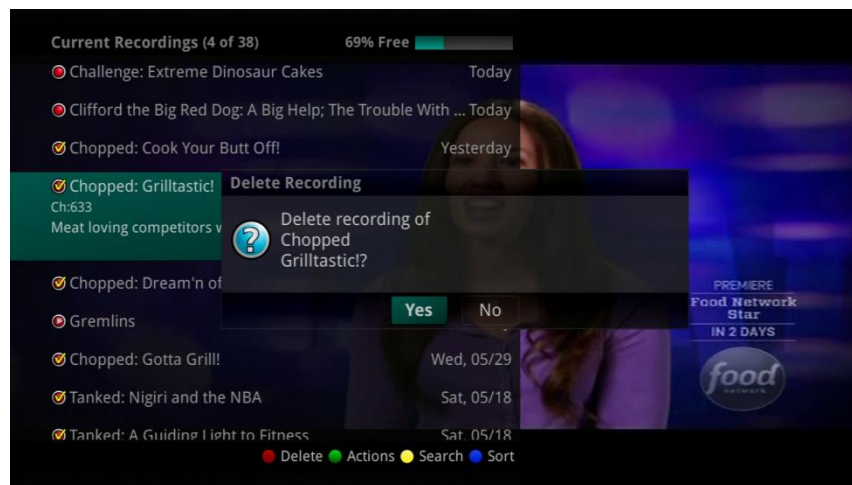 Current Recordings (4 of 38) 69% Free
Challenge: Extreme Dinosaur Cakes Today
Clifford the Big Red Dog: A Big Help; The Trouble With ... Today
Chopped: Cook Your Butt Off! Yesterday
Chopped: Grilltastic!
Ch:633
Meat loving competitors
Delete Recording
Delete recording of
Chopped
Grilltastic!?
Yes No
Chopped: Dream'n of
Gremlins
Chopped: Gotta Grill! Wed, 05/29
Tanked: Nigiri and the NBA Sat, 05/18
Tanked: A Guiding Light to Fitness Sat, 05/18
Delete Actions Search Sort
PREMIERE
Food Network
Star
IN 2 DAYS
food
network